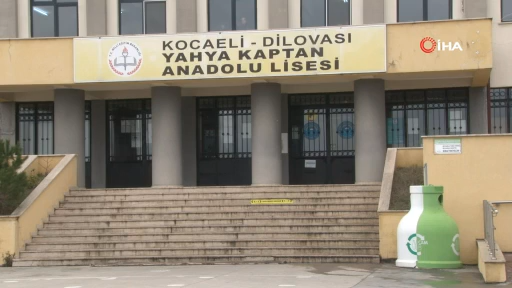 KOCAELİ - DİLOVASI
YAHYA KAPTAN
ANADOLU LİSESİ
İHA